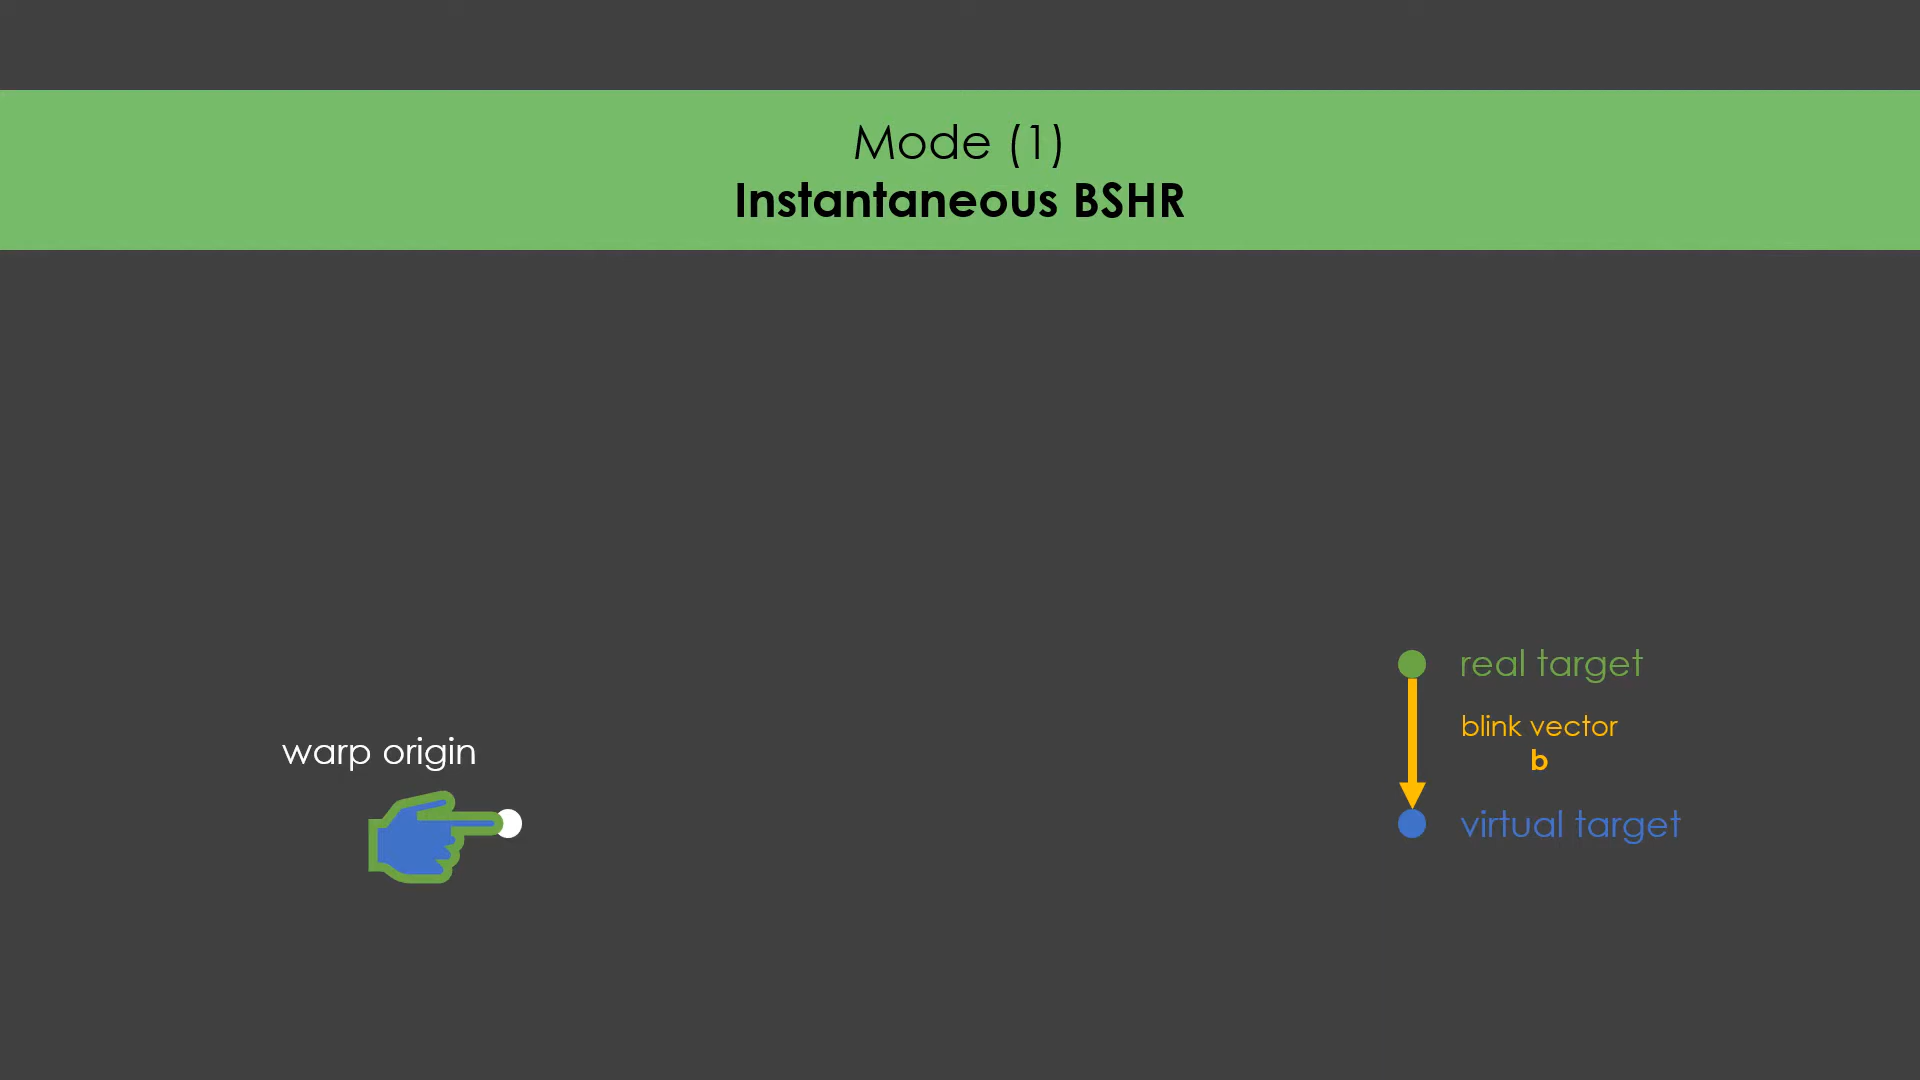 Mode (1)
Instantaneous BSHR
real target
blink vector
b
warp origin
virtual target